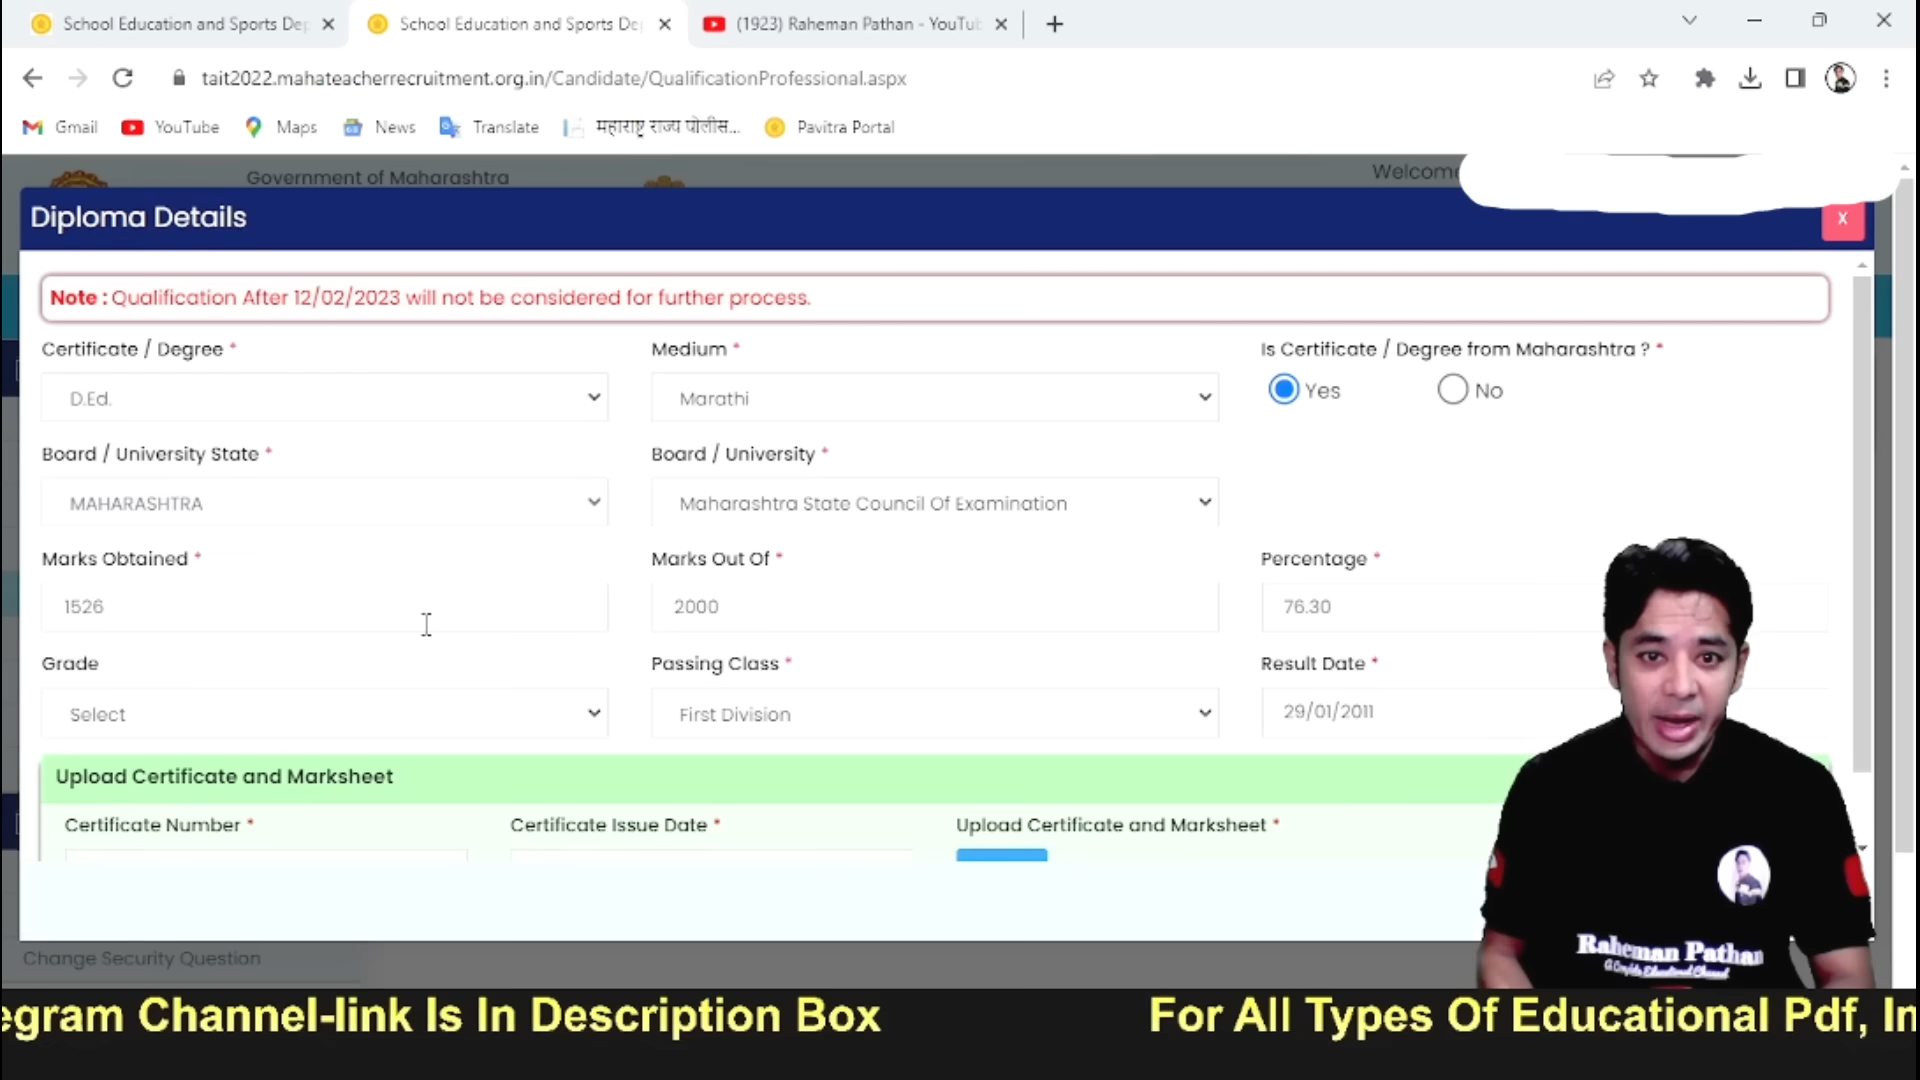 School Education and Sports De
School Education and Sports De
(1923) Raheman Pathan - YouTu
tait2022.mahateacherrecruitment.org.in/Candidate/QualificationProfessional.aspx
Gmail
YouTube
Maps
News
Translate
महाराष्ट्र राज्य पोलीस...
Pavitra Portal
Government of Maharashtra
Welcome
Diploma Details
X
Note : Qualification After 12/02/2023 will not be considered for further process.
Certificate / Degree *
Medium *
Is Certificate / Degree from Maharashtra ? *
D.Ed.
Marathi
Yes
No
Board / University State *
Board / University *
MAHARASHTRA
Maharashtra State Council Of Examination
Marks Obtained *
Marks Out Of *
Percentage *
1526
2000
76.30
Grade
Passing Class *
Result Date *
Select
First Division
29/01/2011
Upload Certificate and Marksheet
Certificate Number *
Certificate Issue Date *
Upload Certificate and Marksheet *
Raheman Pathan
A Complete Educational Channel
Change Security Question
egram Channel-link Is In Description Box
For All Types Of Educational Pdf, In